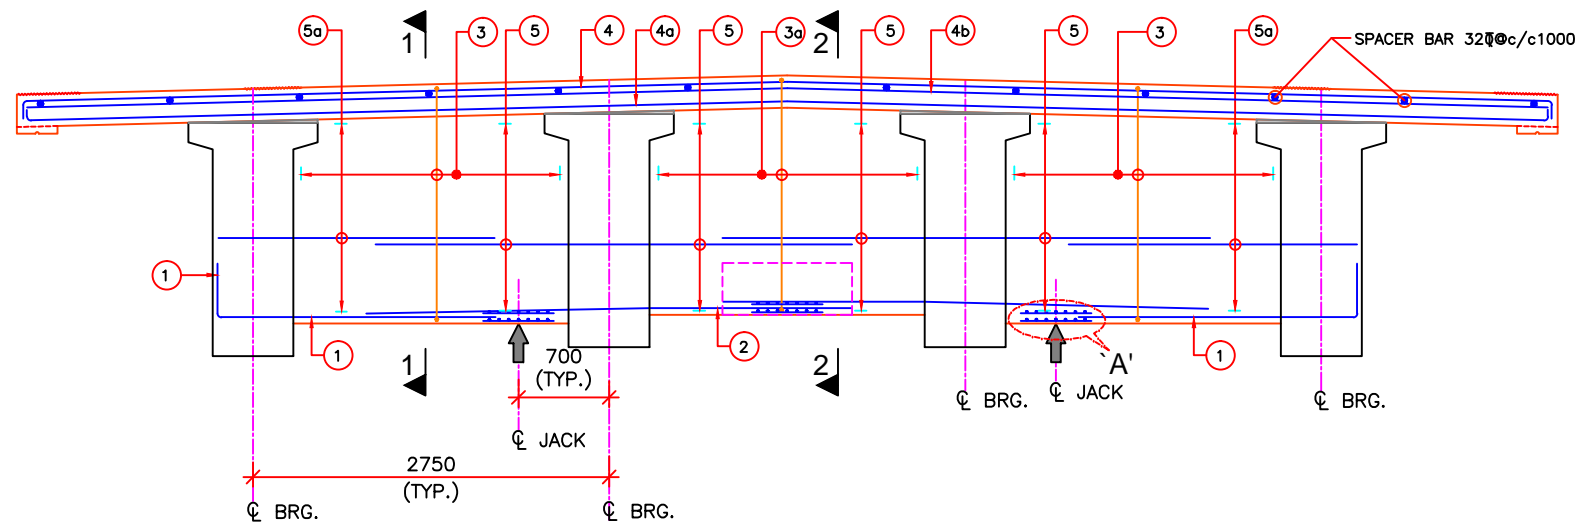 5a 1 3 5 4 4a 5 3a 2 5 4b 5 3 5a SPACER BAR @c/c1000
1
1 1 2 1
1 700 2 `A'
(TYP.)
℄ JACK
℄ BRG. ℄ BRG.
℄ JACK
2750
(TYP.)
℄ BRG. ℄ BRG.